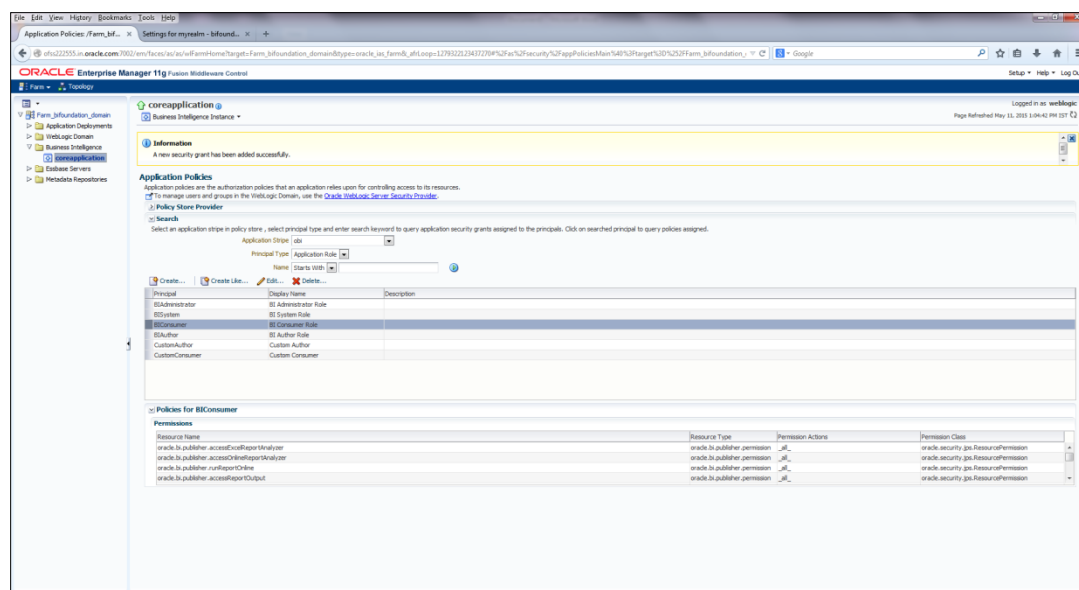 File Edit View History Bookmarks Tools Help
Application Policies: /Farm_bif... × Settings for myrealm - bifound... × +
ofss222555.in.oracle.com:7002/em/faces/as/as/wlFarmHome?target=Farm_bifoundation_domain&type=oracle_ias_farm&_afrLoop=1279322123437270#%2Fas%2Fsecurity%2FappPoliciesMain%40%3Ftarget%3D%252FFarm_bifoundation_ Google
ORACLE Enterprise Manager 11g Fusion Middleware Control Setup Help Log Ou
Farm Topology
coreapplication Logged in as weblogic
Business Intelligence Instance Page Refreshed May 11, 2015 1:04:42 PM IST
Farm_bifoundation_domain
Application Deployments
WebLogic Domain
Business Intelligence
coreapplication
Essbase Servers
Metadata Repositories
Information
A new security grant has been added successfully.
Application Policies
Application policies are the authorization policies that an application relies upon for controlling access to its resources.
To manage users and groups in the WebLogic Domain, use the Oracle WebLogic Server Security Provider.
Policy Store Provider
Search
Select an application stripe in policy store , select principal type and enter search keyword to query application security grants assigned to the principals. Click on searched principal to query policies assigned.
Application Stripe obi
Principal Type Application Role
Name Starts With
Create... Create Like... Edit... Delete...
Principal Display Name Description
BIAdministrator BI Administrator Role
BISystem BI System Role
BIConsumer BI Consumer Role
BIAuthor BI Author Role
CustomAuthor Custom Author
CustomConsumer Custom Consumer
Policies for BIConsumer
Permissions
Resource Name Resource Type Permission Actions Permission Class
oracle.bi.publisher.accessExcelReportAnalyzer oracle.bi.publisher.permission _all_ oracle.security.jps.ResourcePermission
oracle.bi.publisher.accessOnlineReportAnalyzer oracle.bi.publisher.permission _all_ oracle.security.jps.ResourcePermission
oracle.bi.publisher.runReportOnline oracle.bi.publisher.permission _all_ oracle.security.jps.ResourcePermission
oracle.bi.publisher.accessReportOutput oracle.bi.publisher.permission _all_ oracle.security.jps.ResourcePermission